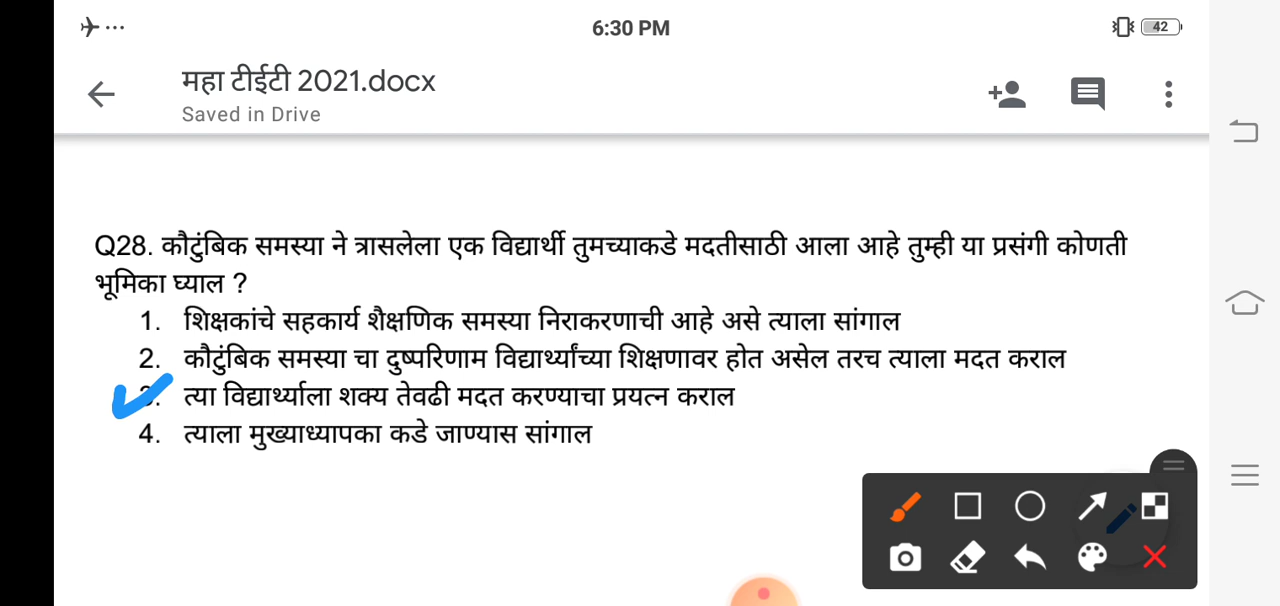 6:30 PM
42
महा टीईटी 2021.docx
Saved in Drive
Q28. कौटुंबिक समस्या ने त्रासलेला एक विद्यार्थी तुमच्याकडे मदतीसाठी आला आहे तुम्ही या प्रसंगी कोणती
भूमिका घ्याल ?
1. शिक्षकांचे सहकार्य शैक्षणिक समस्या निराकरणाची आहे असे त्याला सांगाल
2. कौटुंबिक समस्या चा दुष्परिणाम विद्यार्थ्यांच्या शिक्षणावर होत असेल तरच त्याला मदत कराल
3. त्या विद्यार्थ्याला शक्य तेवढी मदत करण्याचा प्रयत्न कराल
4. त्याला मुख्याध्यापका कडे जाण्यास सांगाल